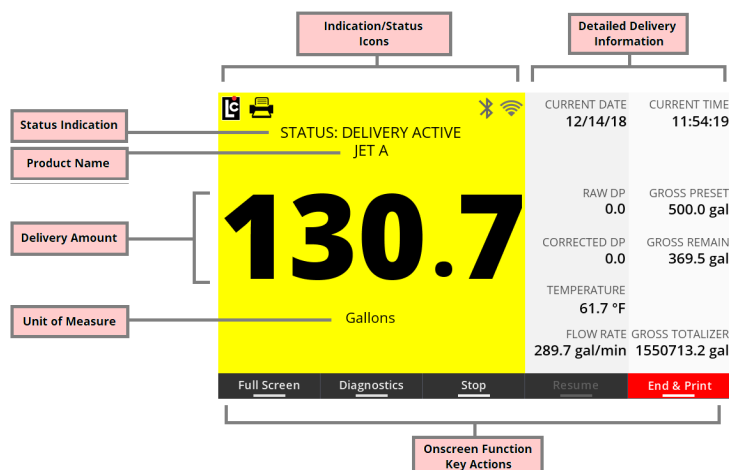 Indication/Status
Icons
Detailed Delivery
Information
Status Indication
Product Name
Delivery Amount
Unit of Measure
LC
STATUS: DELIVERY ACTIVE
JET A
130.7
Gallons
CURRENT DATE
12/14/18
CURRENT TIME
11:54:19
RAW DP
0.0
GROSS PRESET
500.0 gal
CORRECTED DP
0.0
GROSS REMAIN
369.5 gal
TEMPERATURE
61.7 °F
FLOW RATE
289.7 gal/min
GROSS TOTALIZER
1550713.2 gal
Full Screen
Diagnostics
Stop
Resume
End & Print
Onscreen Function
Key Actions